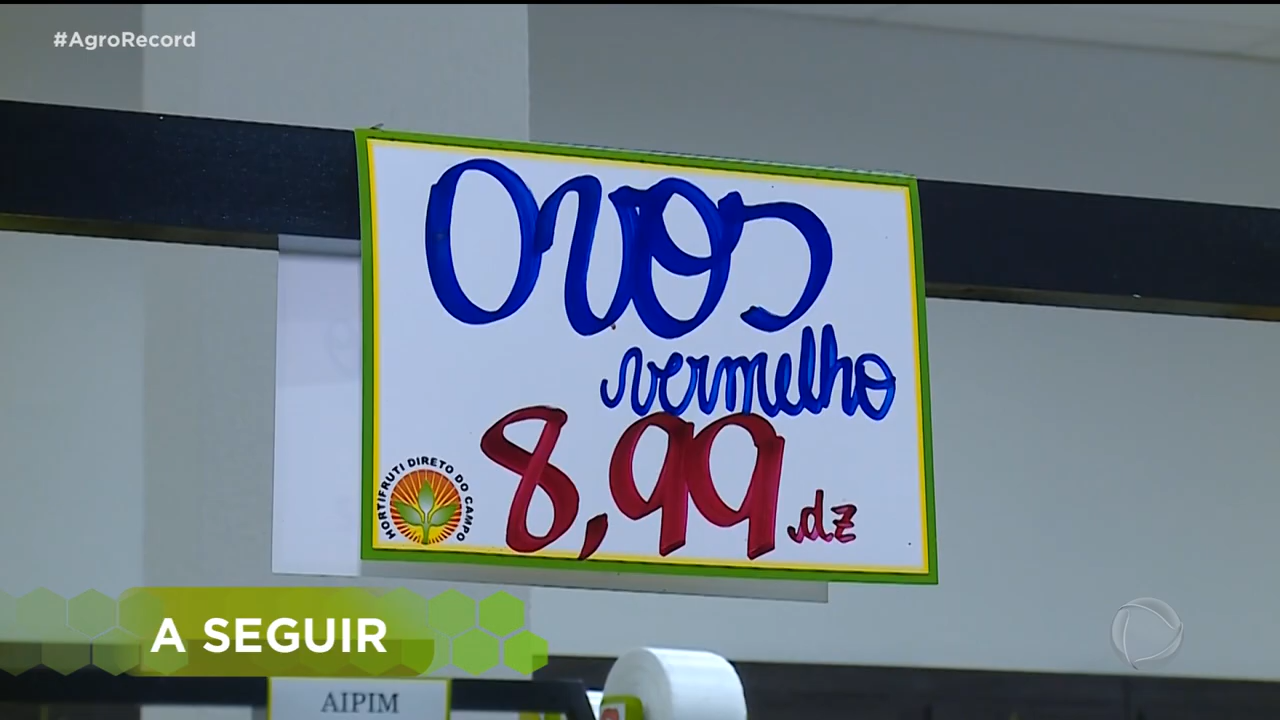 #AgroRecord
Ovos
vermelho
8,99 dz
HORTIFRUTI DIRETO DO CAMPO
A SEGUIR
AIPIM